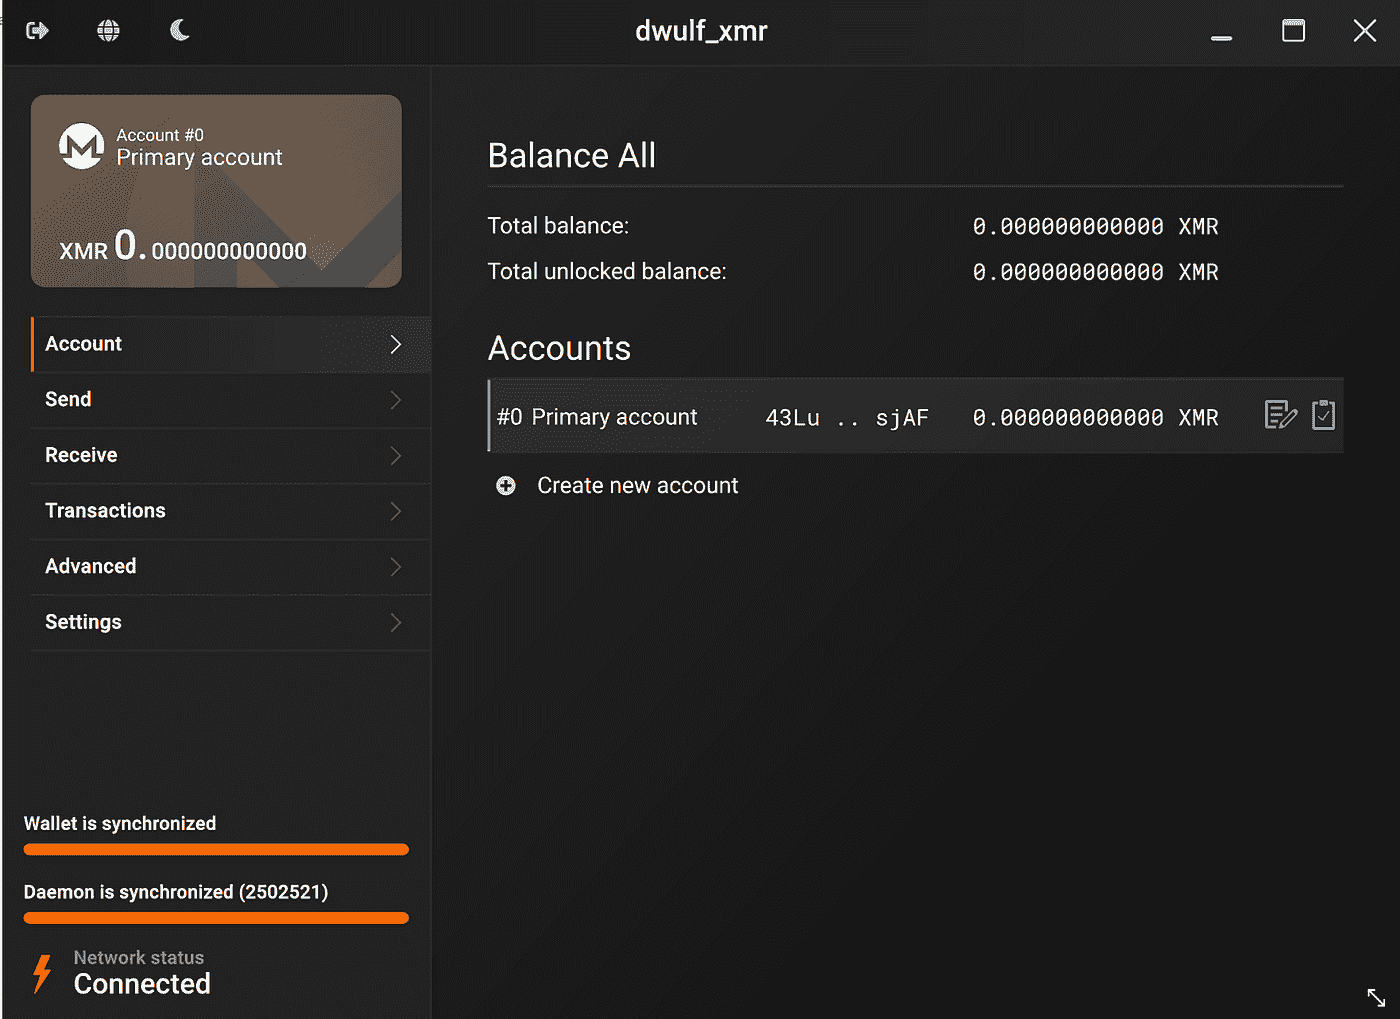 dwulf_xmr
Account #0
Primary account
XMR 0.000000000000
Account
Send
Receive
Transactions
Advanced
Settings
Wallet is synchronized
Daemon is synchronized (2502521)
Network status
Connected
Balance All
Total balance: 0.000000000000 XMR
Total unlocked balance: 0.000000000000 XMR
Accounts
#0 Primary account 43Lu .. sjAF 0.000000000000 XMR
Create new account